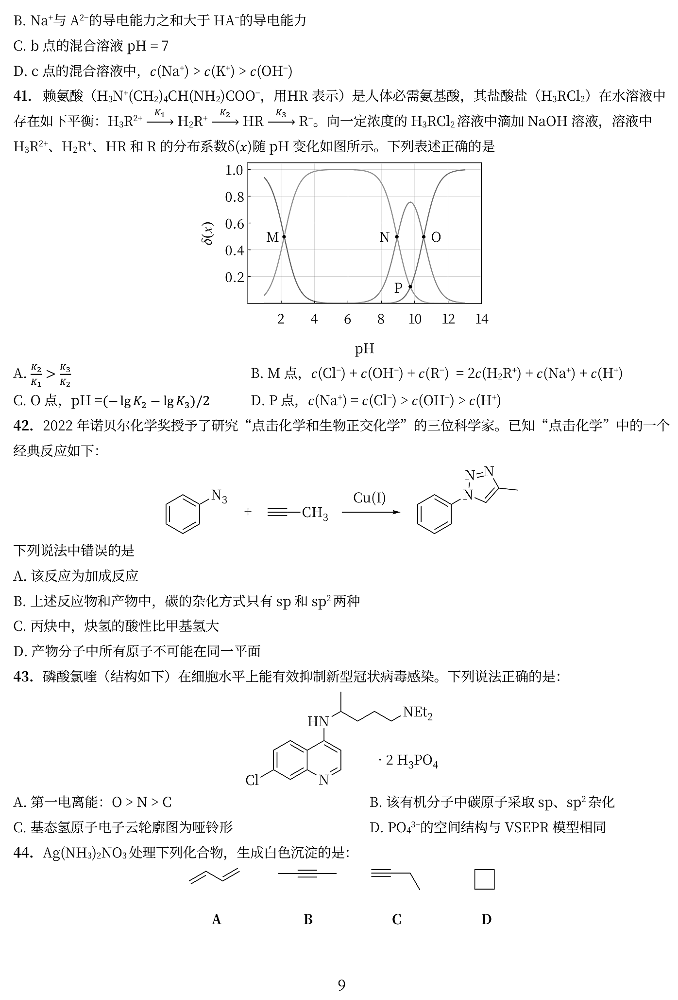 B. Na⁺与 A²⁻的导电能力之和大于 HA⁻的导电能力
C. b 点的混合溶液 pH = 7
D. c 点的混合溶液中，c(Na⁺) > c(K⁺) > c(OH⁻)
41. 赖氨酸（H₃N⁺(CH₂)₄CH(NH₂)COO⁻，用HR 表示）是人体必需氨基酸，其盐酸盐（H₃RCl₂）在水溶液中
存在如下平衡：H₃R²⁺ —K₁→ H₂R⁺ —K₂→ HR —K₃→ R⁻。向一定浓度的 H₃RCl₂ 溶液中滴加 NaOH 溶液，溶液中
H₃R²⁺、H₂R⁺、HR 和 R 的分布系数δ(x)随 pH 变化如图所示。下列表述正确的是
1.0
0.8
0.6
0.4
0.2
δ(x)
M
N
O
P
2 4 6 8 10 12 14
pH
A. K₂/K₁ > K₃/K₂
B. M 点，c(Cl⁻) + c(OH⁻) + c(R⁻) = 2c(H₂R⁺) + c(Na⁺) + c(H⁺)
C. O 点，pH =(− lg K₂ − lg K₃)/2
D. P 点，c(Na⁺) = c(Cl⁻) > c(OH⁻) > c(H⁺)
42. 2022 年诺贝尔化学奖授予了研究“点击化学和生物正交化学”的三位科学家。已知“点击化学”中的一个
经典反应如下：
N₃
+
CH₃
Cu(I)
N N
N
下列说法中错误的是
A. 该反应为加成反应
B. 上述反应物和产物中，碳的杂化方式只有 sp 和 sp² 两种
C. 丙炔中，炔氢的酸性比甲基氢大
D. 产物分子中所有原子不可能在同一平面
43. 磷酸氯喹（结构如下）在细胞水平上能有效抑制新型冠状病毒感染。下列说法正确的是：
HN
NEt₂
· 2 H₃PO₄
Cl
N
A. 第一电离能：O > N > C
B. 该有机分子中碳原子采取 sp、sp² 杂化
C. 基态氢原子电子云轮廓图为哑铃形
D. PO₄³⁻的空间结构与 VSEPR 模型相同
44. Ag(NH₃)₂NO₃ 处理下列化合物，生成白色沉淀的是：
A B C D
9